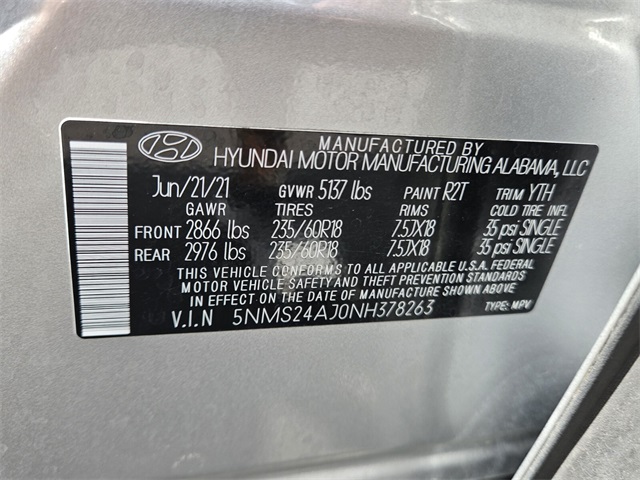 MANUFACTURED BY
HYUNDAI MOTOR MANUFACTURING ALABAMA, LLC
Jun/21/21 GVWR 5137 lbs PAINT R2T TRIM YTH
GAWR TIRES RIMS COLD TIRE INFL
FRONT 2866 lbs 235/60R18 7.5JX18 35 psi SINGLE
REAR 2976 lbs 235/60R18 7.5JX18 35 psi SINGLE
THIS VEHICLE CONFORMS TO ALL APPLICABLE U.S.A. FEDERAL
MOTOR VEHICLE SAFETY AND THEFT PREVENTION STANDARDS
IN EFFECT ON THE DATE OF MANUFACTURE SHOWN ABOVE
V.I.N 5NMS24AJ0NH378263 TYPE: MPV